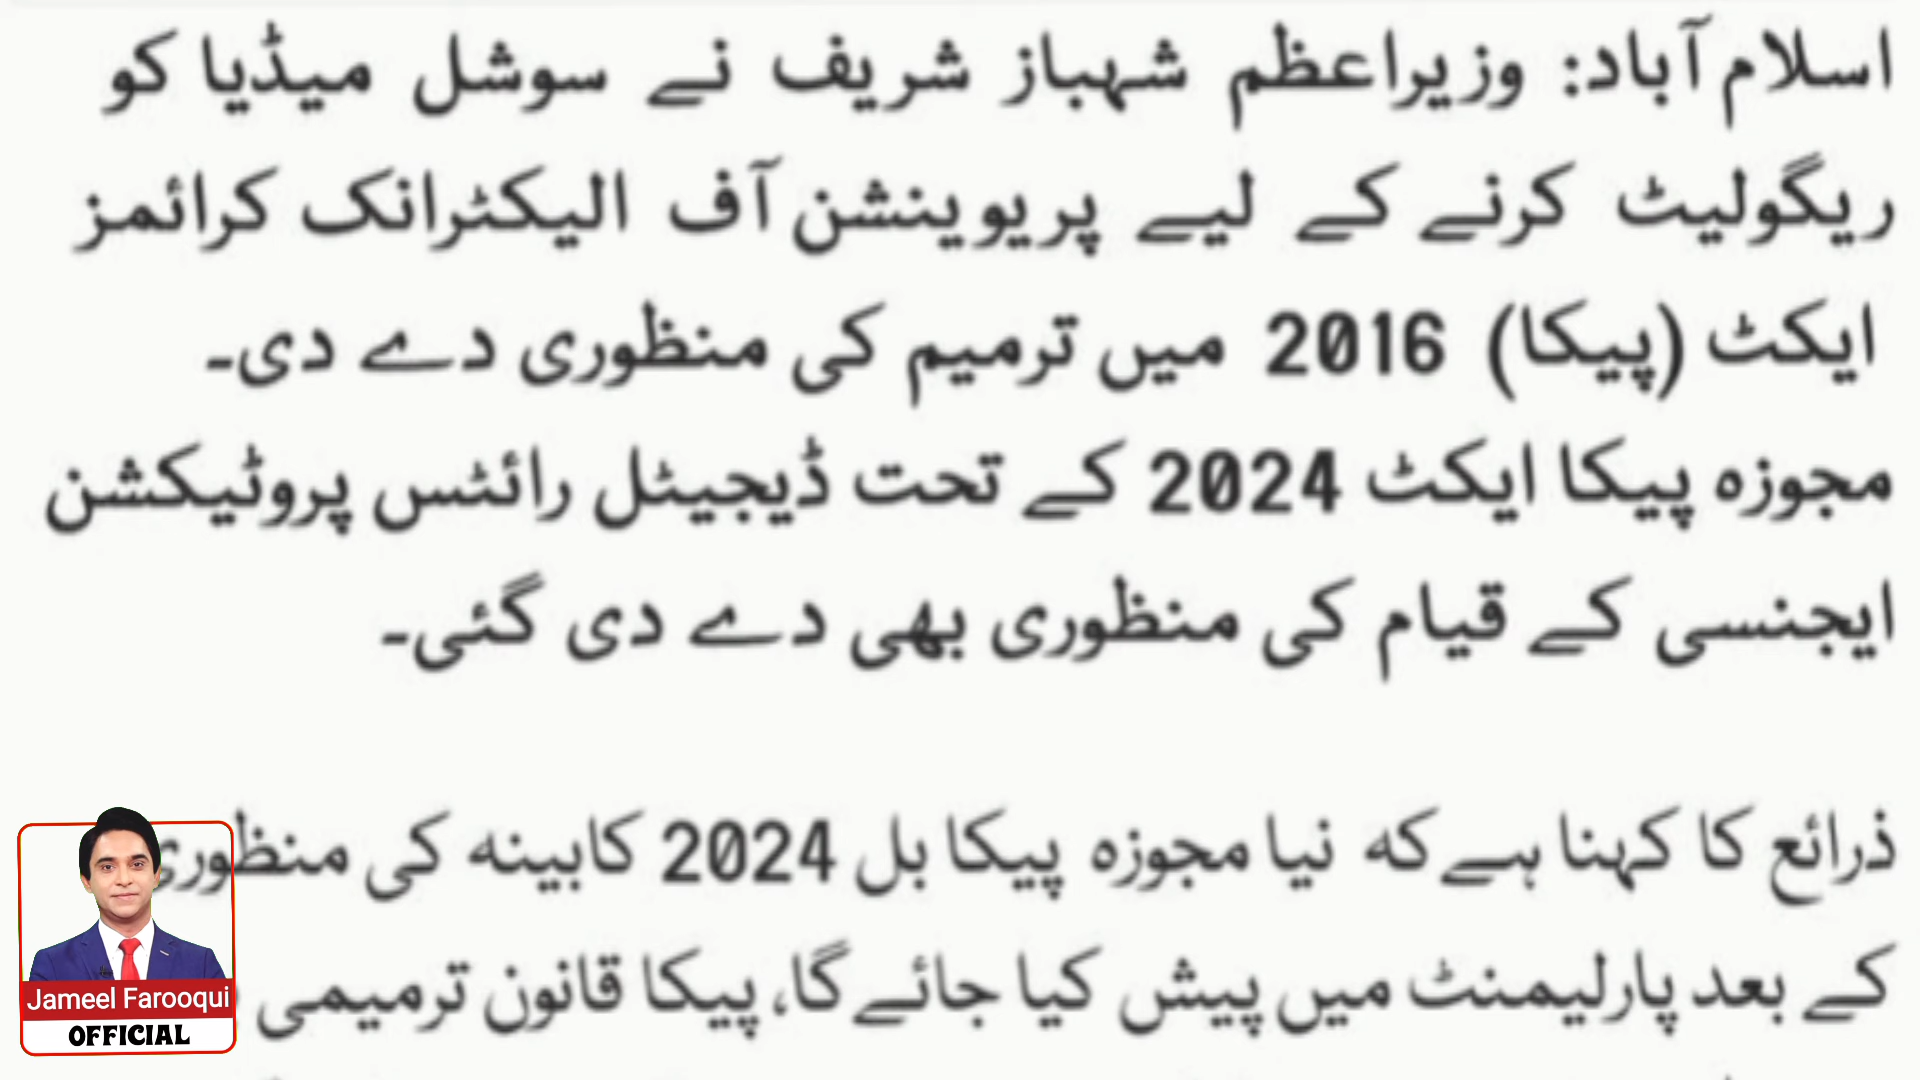 اسلام آباد: وزیراعظم شہباز شریف نے سوشل میڈیا کو
ریگولیٹ کرنے کے لیے پریوینشن آف الیکٹرانک کرائمز
ایکٹ (پیکا) 2016 میں ترمیم کی منظوری دے دی۔
مجوزہ پیکا ایکٹ 2024 کے تحت ڈیجیٹل رائٹس پروٹیکشن
ایجنسی کے قیام کی منظوری بھی دے دی گئی۔
ذرائع کا کہنا ہے کہ نیا مجوزہ پیکا بل 2024 کابینہ کی منظوری
کے بعد پارلیمنٹ میں پیش کیا جائے گا، پیکا قانون ترمیمی
Jameel Farooqui
OFFICIAL